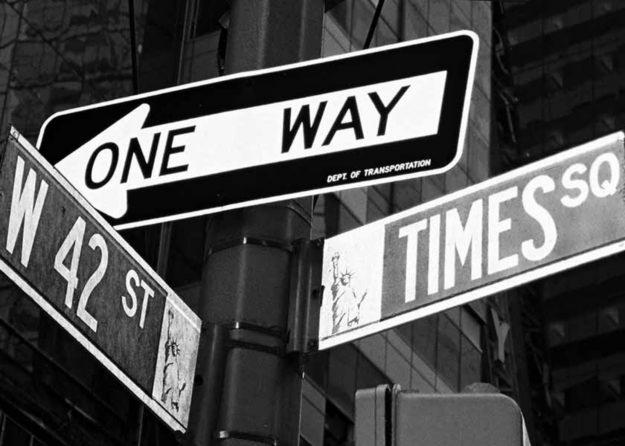 ONE WAY
DEPT. OF TRANSPORTATION
W 42 ST
TIMES SQ